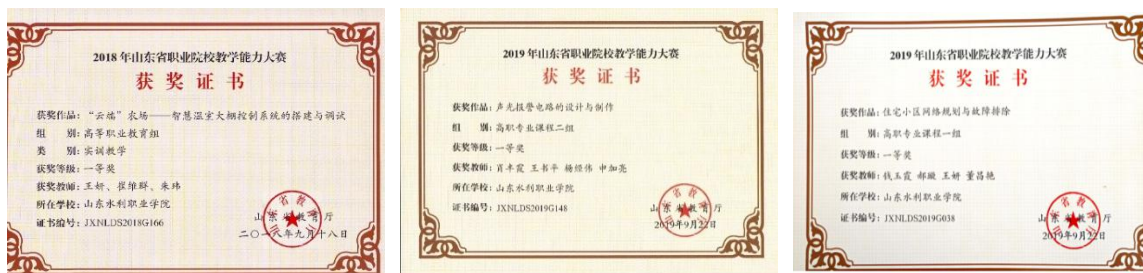 2018年山东省职业院校教学能力大赛
获奖证书
获奖作品：“云端”农场——智慧温室大棚控制系统的搭建与调试
组 别：高等职业教育组
类 别：实训教学
获奖等级：一等奖
获奖教师：王妍、崔维群、朱玮
所在学校：山东水利职业学院
证书编号：JXNLDS2018G166
山东省教育厅
二〇一八年九月十八日
2019年山东省职业院校教学能力大赛
获奖证书
获奖作品：声光报警电路的设计与制作
组 别：高职专业课程二组
获奖等级：一等奖
获奖教师：肖丰霞 王书平 杨经伟 申加亮
所在学校：山东水利职业学院
证书编号：JXNLDS2019G148
山东省教育厅
2019年9月22日
2019年山东省职业院校教学能力大赛
获奖证书
获奖作品：住宅小区网络规划与故障排除
组 别：高职专业课程一组
获奖等级：一等奖
获奖教师：钱玉霞 郝璇 王妍 董昌艳
所在学校：山东水利职业学院
证书编号：JXNLDS2019G038
山东省教育厅
2019年9月22日